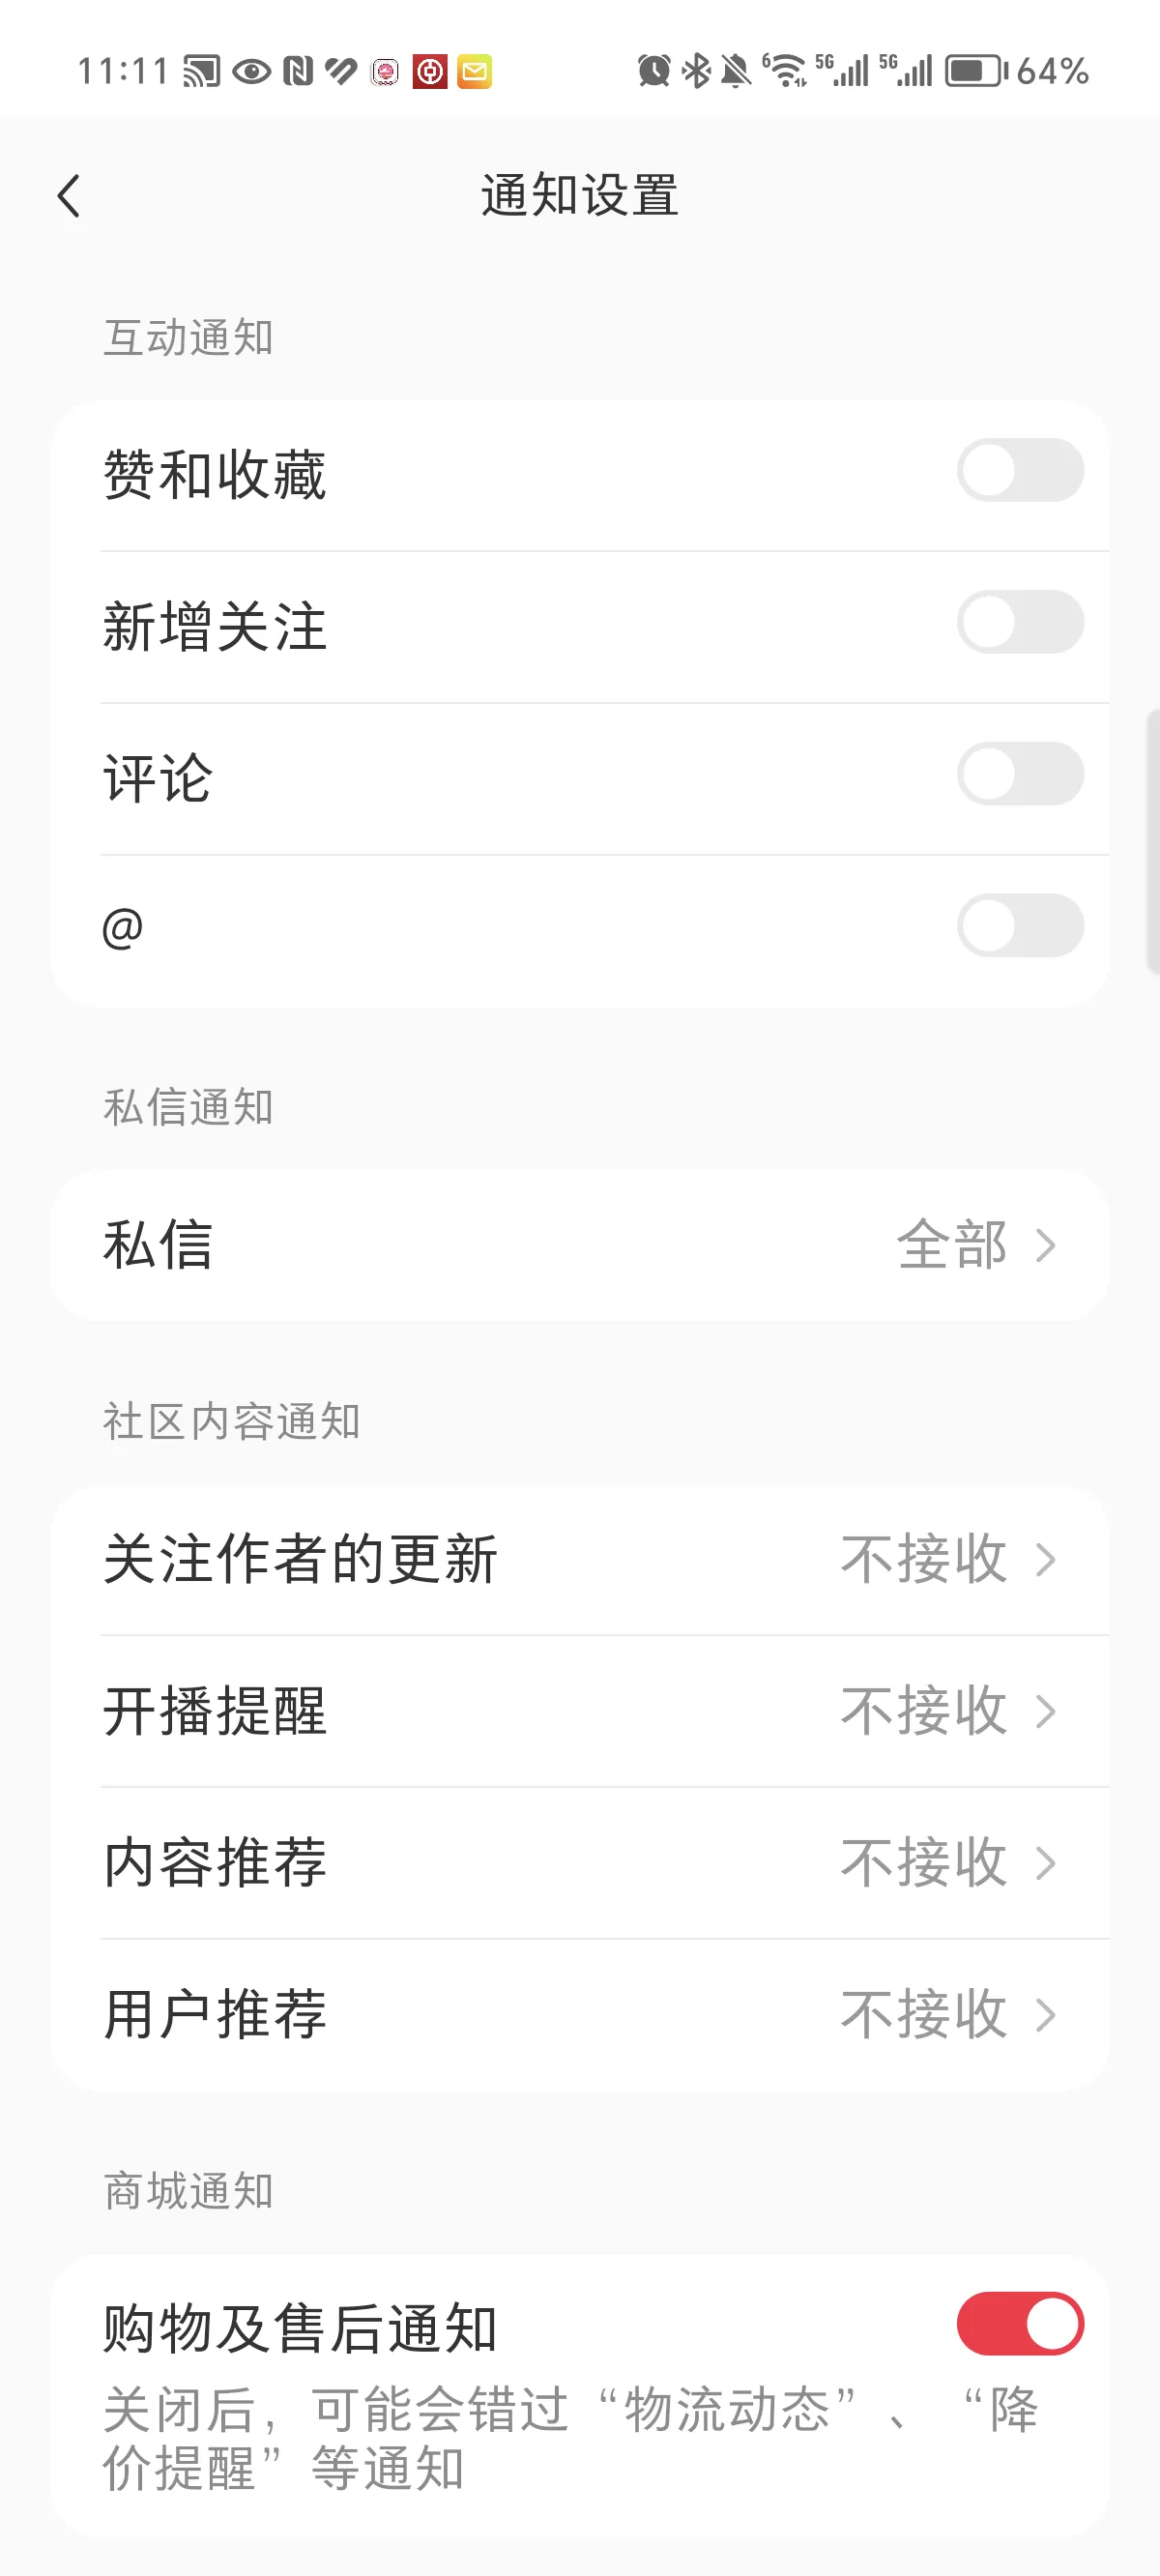 11:11 6 5G 5G 64%
通知设置
互动通知
赞和收藏
新增关注
评论
@
私信通知
私信 全部
社区内容通知
关注作者的更新 不接收
开播提醒 不接收
内容推荐 不接收
用户推荐 不接收
商城通知
购物及售后通知
关闭后，可能会错过“物流动态”、“降
价提醒”等通知